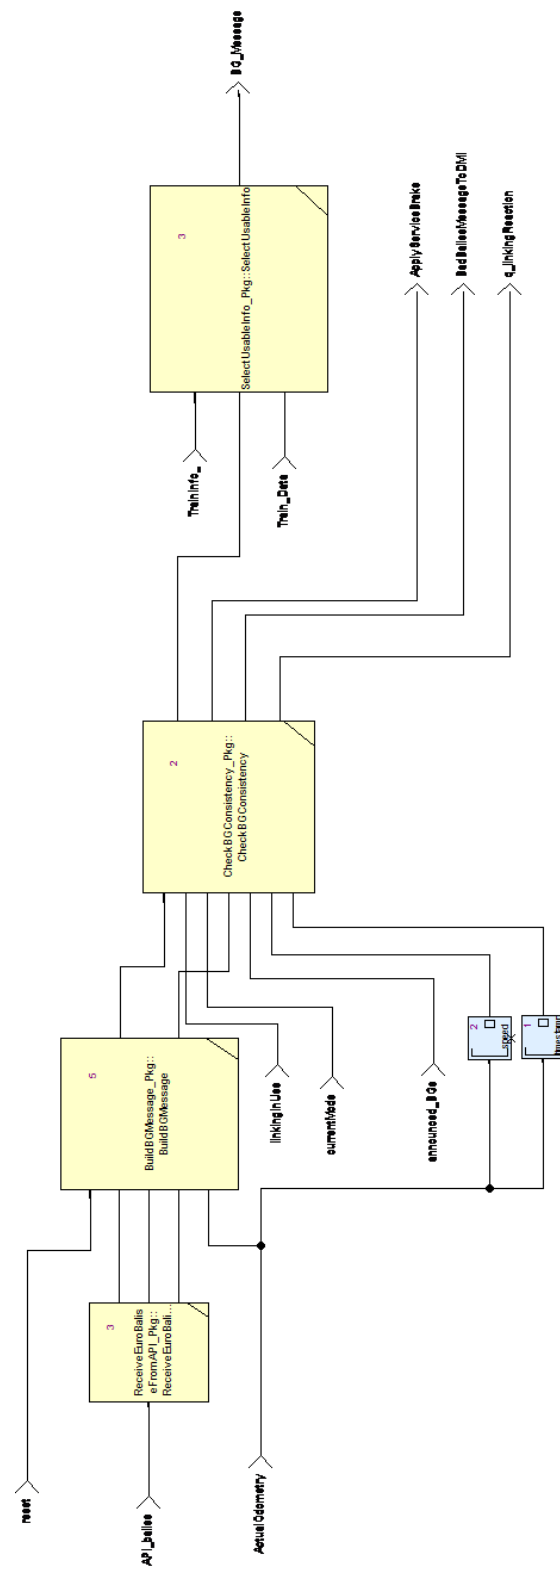 reset
API_balise
ActualOdometry
3
ReceiveEuroBalis
eFromAPI_Pkg::
ReceiveEuroBali...
5
BuildBGMessage_Pkg::
BuildBGMessage
linkingInUse
currentMode
announced_BGs
2
speed
1
timestamp
2
CheckBGConsistency_Pkg::
CheckBGConsistency
TrainInfo_
Train_Data
3
SelectUsableInfo_Pkg::SelectUsableInfo
BG_Message
ApplyServiceBrake
BadBaliseMessageToDMI
q_linkingReaction